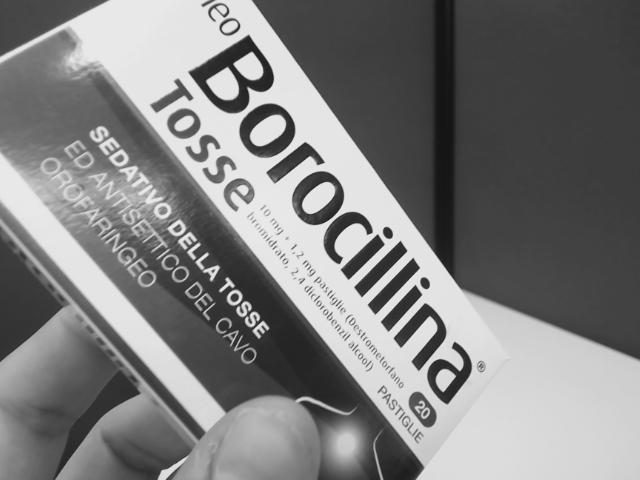 neo
Borocillina®
Tosse
10 mg + 1,2 mg pastiglie (Destrometorfano
bromidrato, 2,4 diclorobenzil alcool)
20
PASTIGLIE
SEDATIVO DELLA TOSSE
ED ANTISETTICO DEL CAVO
OROFARINGEO